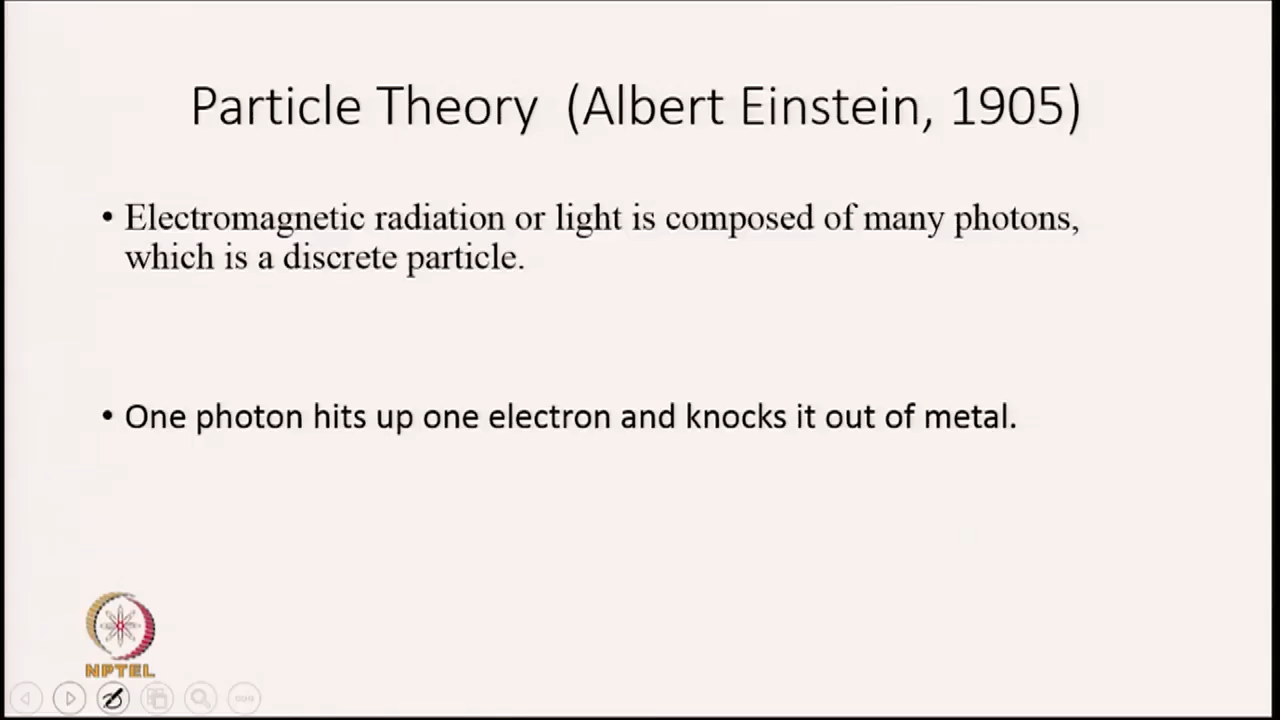 Particle Theory (Albert Einstein, 1905)
• Electromagnetic radiation or light is composed of many photons,
which is a discrete particle.
• One photon hits up one electron and knocks it out of metal.
NPTEL